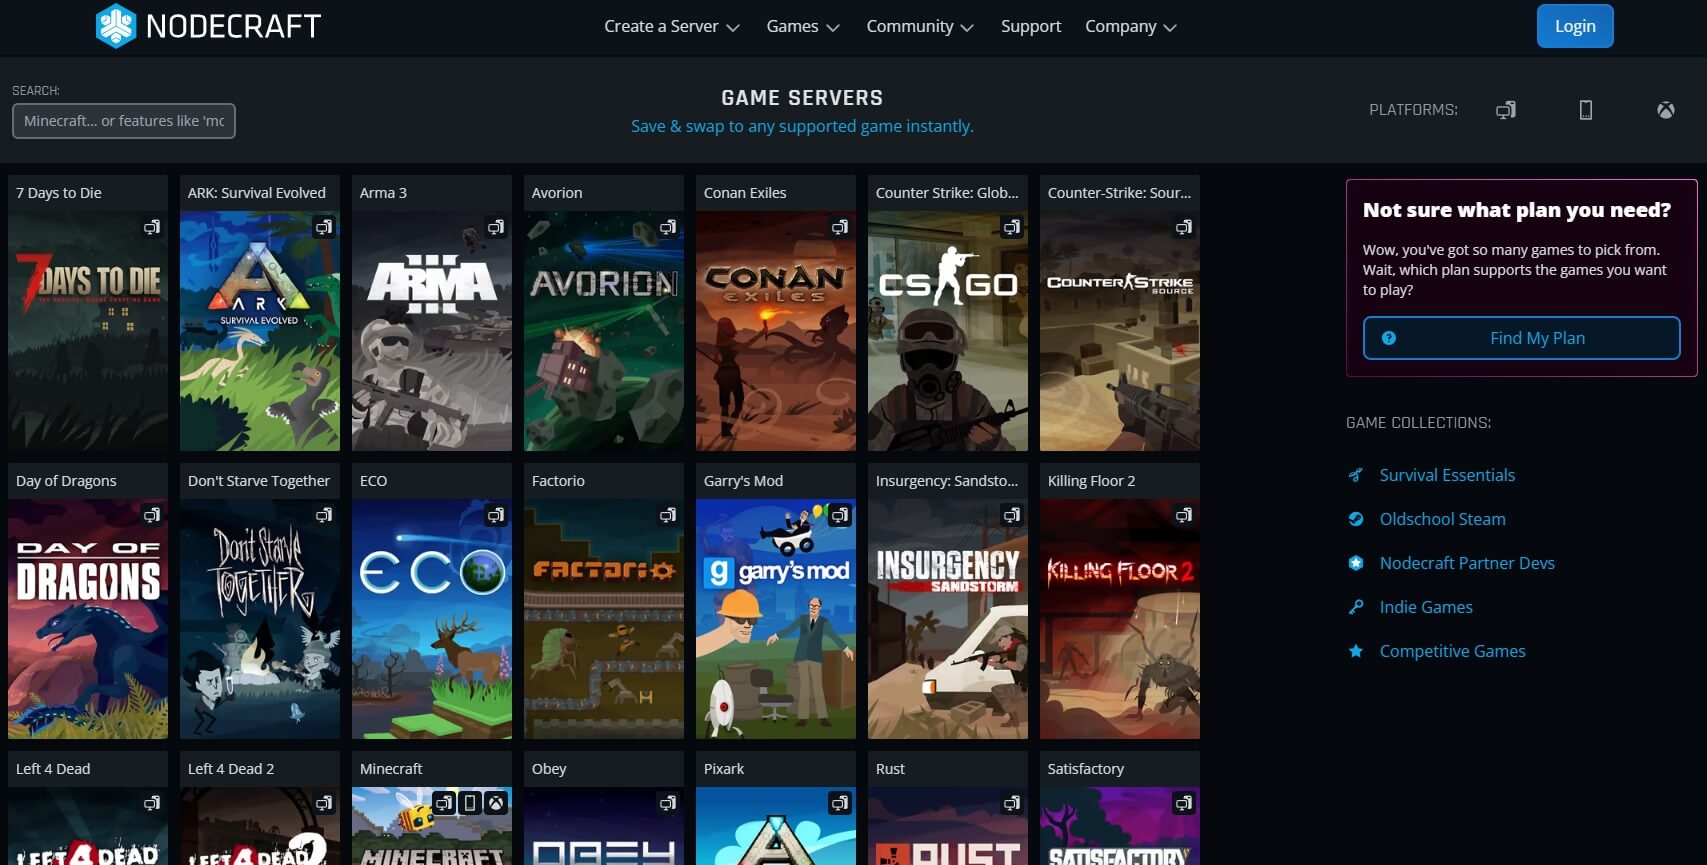 NODECRAFT
Create a Server
Games
Community
Support
Company
Login
SEARCH:
Minecraft... or features like 'mc
GAME SERVERS
Save & swap to any supported game instantly.
PLATFORMS:
7 Days to Die
ARK: Survival Evolved
Arma 3
Avorion
Conan Exiles
Counter Strike: Glob...
Counter-Strike: Sour...
7 DAYS TO DIE
THE SURVIVAL HORDE CRAFTING GAME
ARK
SURVIVAL EVOLVED
ARMA
III
AVORION
CONAN
EXILES
CS GO
COUNTER STRIKE
SOURCE
Not sure what plan you need?
Wow, you've got so many games to pick from.
Wait, which plan supports the games you want
to play?
Find My Plan
GAME COLLECTIONS:
Survival Essentials
Oldschool Steam
Nodecraft Partner Devs
Indie Games
Competitive Games
Day of Dragons
Don't Starve Together
ECO
Factorio
Garry's Mod
Insurgency: Sandsto...
Killing Floor 2
DAY OF
DRAGONS
Don't Starve
TOGETHER
ECO
FACTORIO
g garry's mod
INSURGENCY
SANDSTORM
KILLING FLOOR 2
Left 4 Dead
Left 4 Dead 2
Minecraft
Obey
Pixark
Rust
Satisfactory
LEFT 4 DEAD
LEFT 4 DEAD 2
MINECRAFT
OBEY
RUST
SATISFACTORY